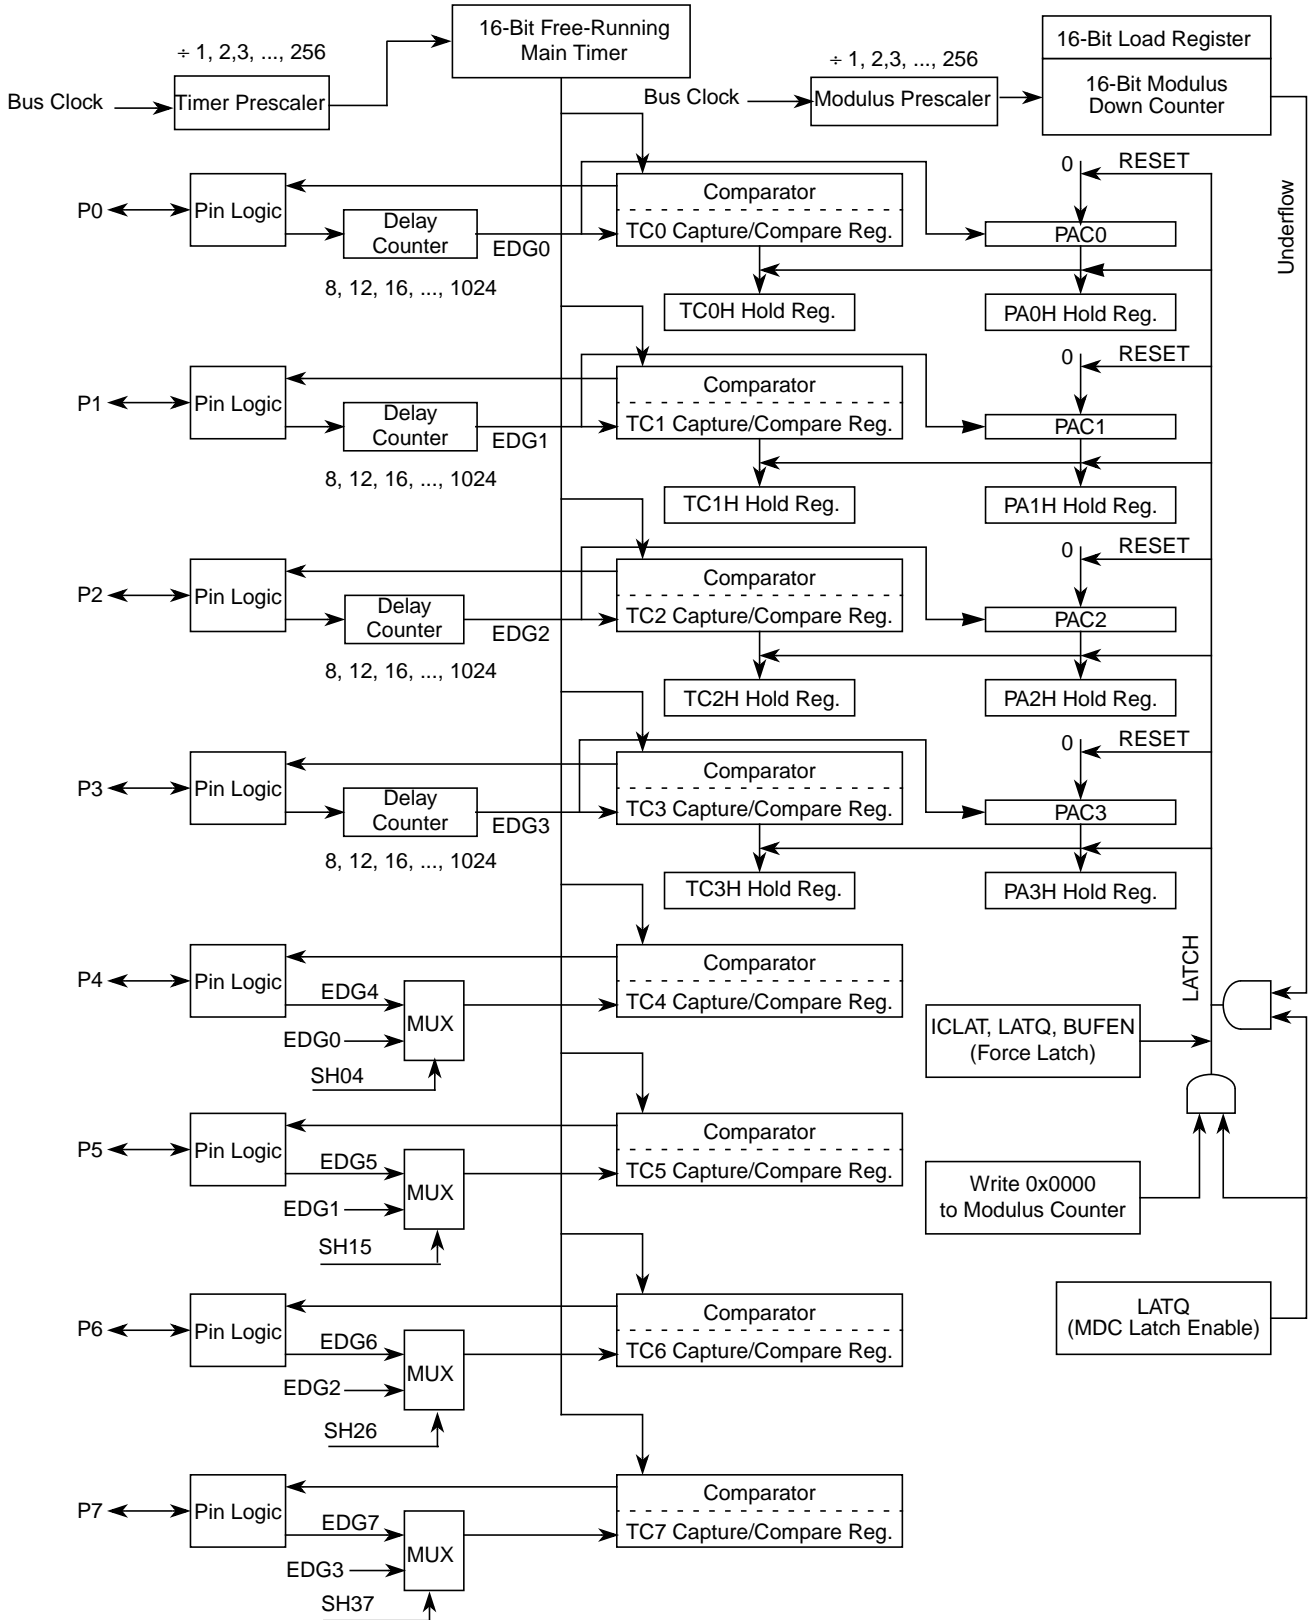 16-Bit Free-Running
Main Timer
÷ 1, 2,3, ..., 256
Bus Clock
Timer Prescaler
÷ 1, 2,3, ..., 256
Bus Clock
Modulus Prescaler
16-Bit Load Register
16-Bit Modulus
Down Counter
Underflow
P0
Pin Logic
Delay
Counter
8, 12, 16, ..., 1024
EDG0
Comparator
TC0 Capture/Compare Reg.
TC0H Hold Reg.
0
RESET
PAC0
PA0H Hold Reg.
P1
Pin Logic
Delay
Counter
8, 12, 16, ..., 1024
EDG1
Comparator
TC1 Capture/Compare Reg.
TC1H Hold Reg.
0
RESET
PAC1
PA1H Hold Reg.
P2
Pin Logic
Delay
Counter
8, 12, 16, ..., 1024
EDG2
Comparator
TC2 Capture/Compare Reg.
TC2H Hold Reg.
0
RESET
PAC2
PA2H Hold Reg.
P3
Pin Logic
Delay
Counter
8, 12, 16, ..., 1024
EDG3
Comparator
TC3 Capture/Compare Reg.
TC3H Hold Reg.
0
RESET
PAC3
PA3H Hold Reg.
P4
Pin Logic
EDG4
EDG0
MUX
SH04
Comparator
TC4 Capture/Compare Reg.
LATCH
ICLAT, LATQ, BUFEN
(Force Latch)
P5
Pin Logic
EDG5
EDG1
MUX
SH15
Comparator
TC5 Capture/Compare Reg.
Write 0x0000
to Modulus Counter
P6
Pin Logic
EDG6
EDG2
MUX
SH26
Comparator
TC6 Capture/Compare Reg.
LATQ
(MDC Latch Enable)
P7
Pin Logic
EDG7
EDG3
MUX
SH37
Comparator
TC7 Capture/Compare Reg.